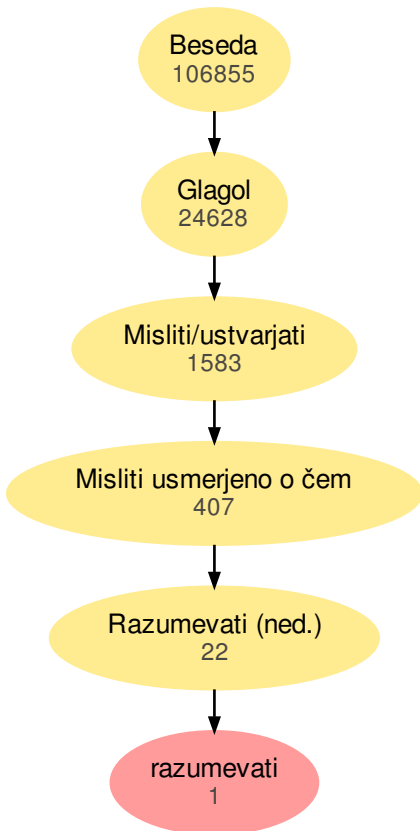 Beseda
106855
Glagol
24628
Misliti/ustvarjati
1583
Misliti usmerjeno o čem
407
Razumevati (ned.)
22
razumevati
1